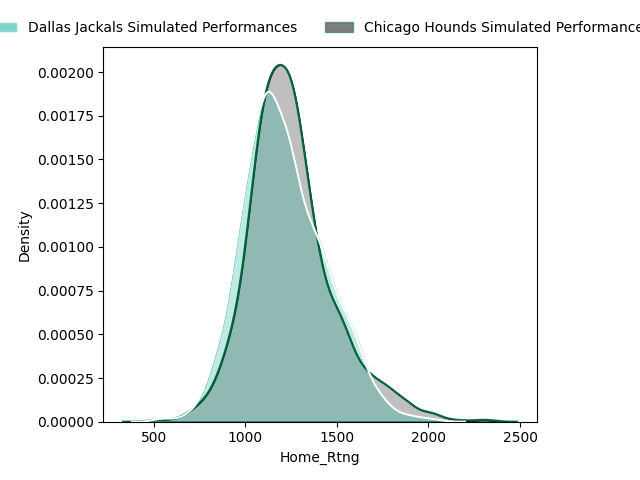 Dallas Jackals Simulated Performances Chicago Hounds Simulated Performance
0.00200
0.00175
0.00150
0.00125
0.00100
0.00075
0.00050
0.00025
0.00000
Density
500 1000 1500 2000 2500
Home_Rtng